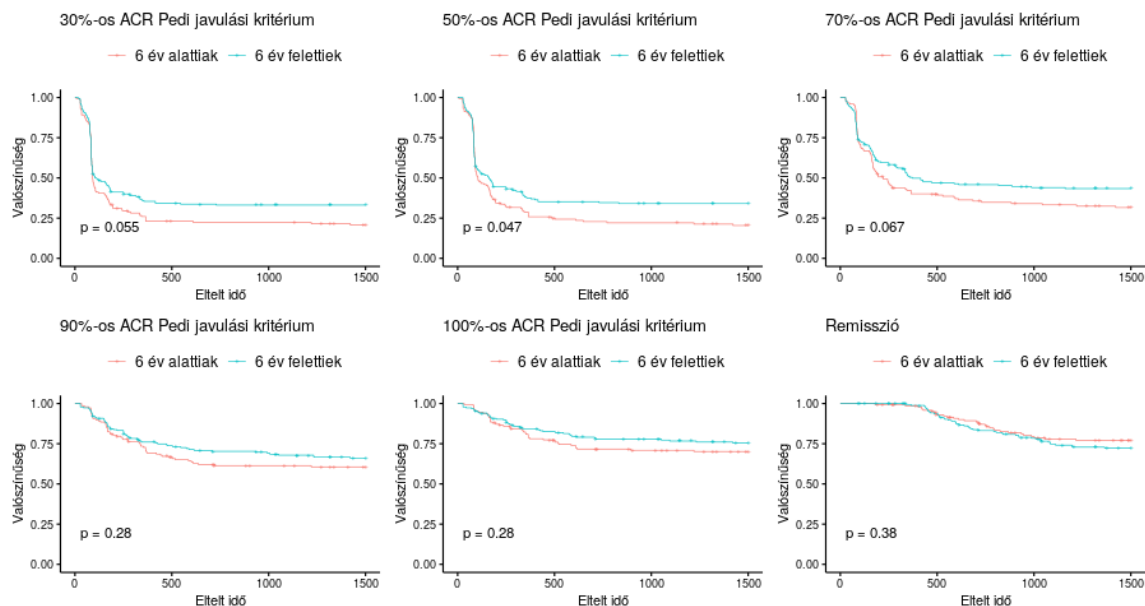 30%-os ACR Pedi javulási kritérium
6 év alattiak 6 év felettiek
1.00
0.75
0.50
0.25
0.00
Valószínűség
p = 0.055
0 500 1000 1500
Eltelt idő
50%-os ACR Pedi javulási kritérium
6 év alattiak 6 év felettiek
1.00
0.75
0.50
0.25
0.00
Valószínűség
p = 0.047
0 500 1000 1500
Eltelt idő
70%-os ACR Pedi javulási kritérium
6 év alattiak 6 év felettiek
1.00
0.75
0.50
0.25
0.00
Valószínűség
p = 0.067
0 500 1000 1500
Eltelt idő
90%-os ACR Pedi javulási kritérium
6 év alattiak 6 év felettiek
1.00
0.75
0.50
0.25
0.00
Valószínűség
p = 0.28
0 500 1000 1500
Eltelt idő
100%-os ACR Pedi javulási kritérium
6 év alattiak 6 év felettiek
1.00
0.75
0.50
0.25
0.00
Valószínűség
p = 0.28
0 500 1000 1500
Eltelt idő
Remisszió
6 év alattiak 6 év felettiek
1.00
0.75
0.50
0.25
0.00
Valószínűség
p = 0.38
0 500 1000 1500
Eltelt idő